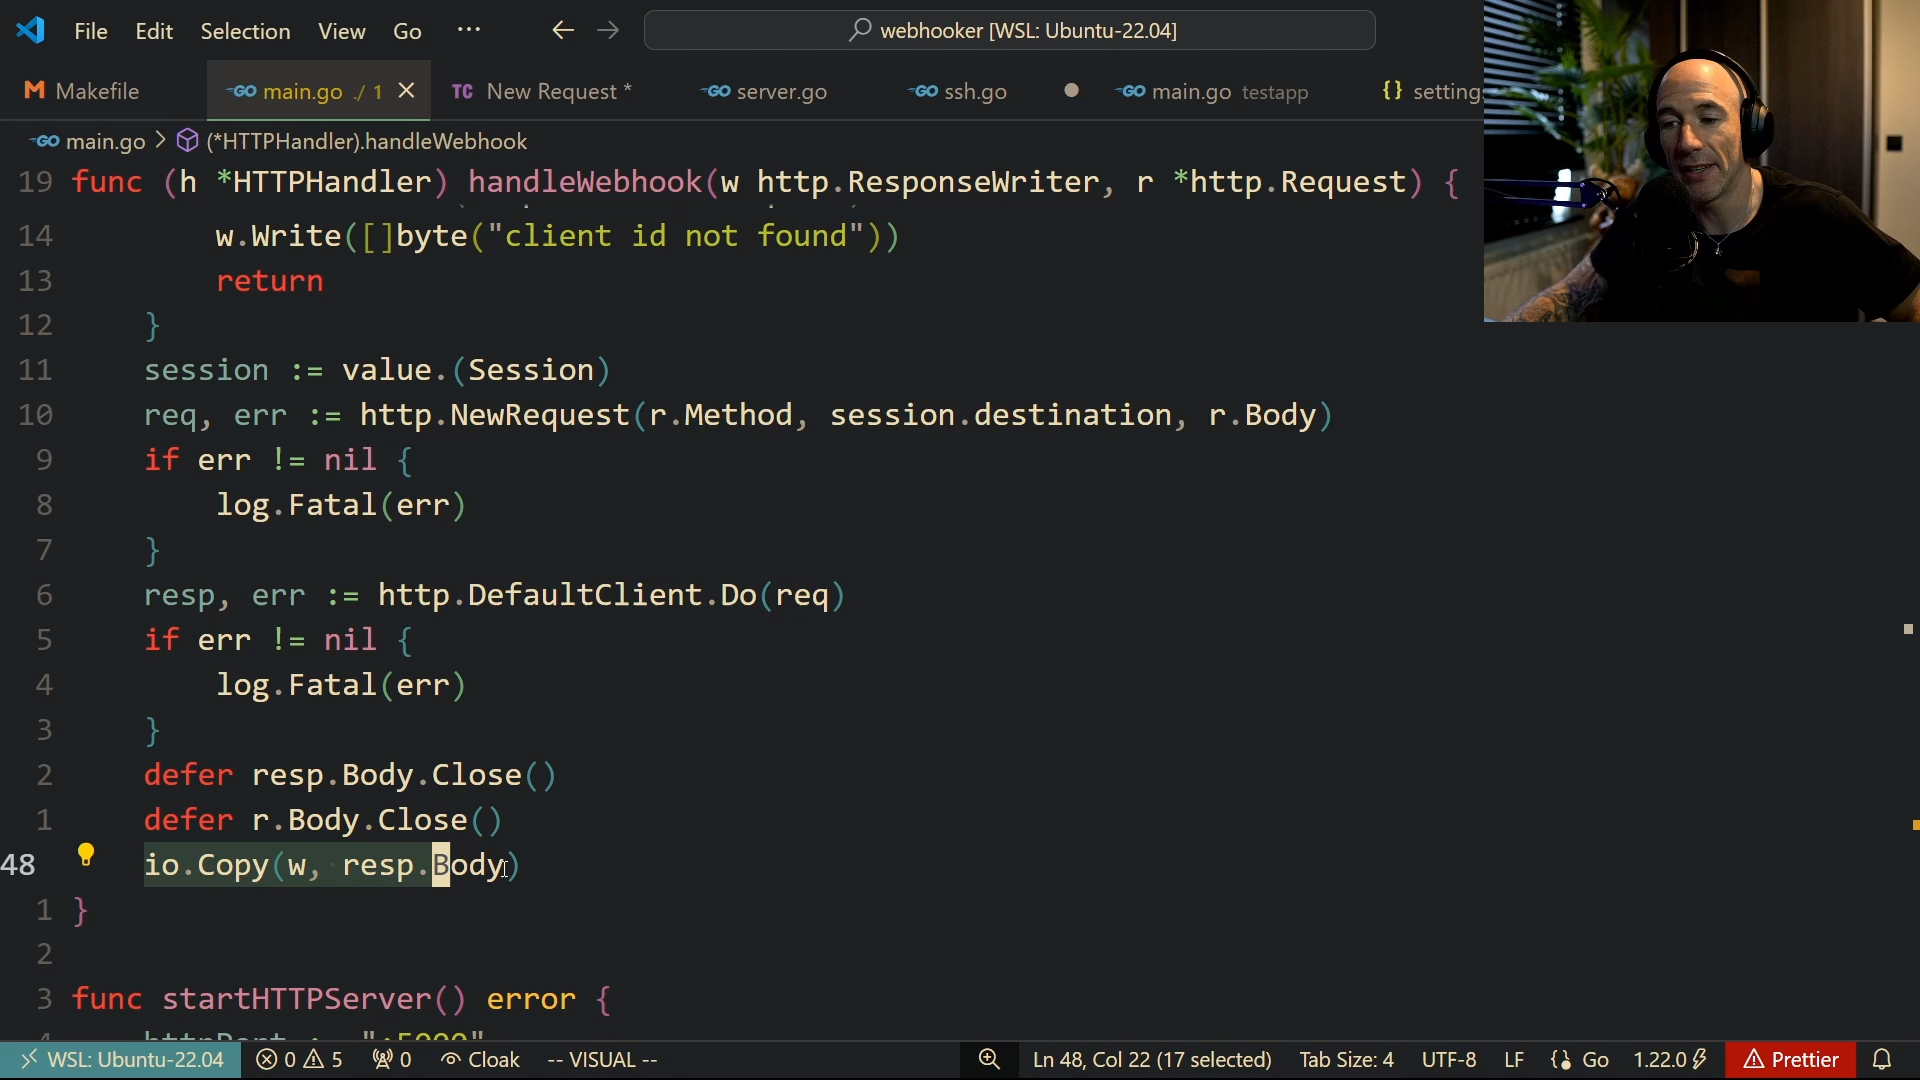 File Edit Selection View Go ··· webhooker [WSL: Ubuntu-22.04]
Makefile main.go ./ 1 TC New Request * server.go ssh.go main.go testapp {} setting
main.go > (*HTTPHandler).handleWebhook
19 func (h *HTTPHandler) handleWebhook(w http.ResponseWriter, r *http.Request) {
14 w.Write([]byte("client id not found"))
13 return
12 }
11 session := value.(Session)
10 req, err := http.NewRequest(r.Method, session.destination, r.Body)
9 if err != nil {
8 log.Fatal(err)
7 }
6 resp, err := http.DefaultClient.Do(req)
5 if err != nil {
4 log.Fatal(err)
3 }
2 defer resp.Body.Close()
1 defer r.Body.Close()
48 io.Copy(w, resp.Body)
1 }
2
3 func startHTTPServer() error {
WSL: Ubuntu-22.04 0 5 0 Cloak -- VISUAL -- Ln 48, Col 22 (17 selected) Tab Size: 4 UTF-8 LF Go 1.22.0 Prettier